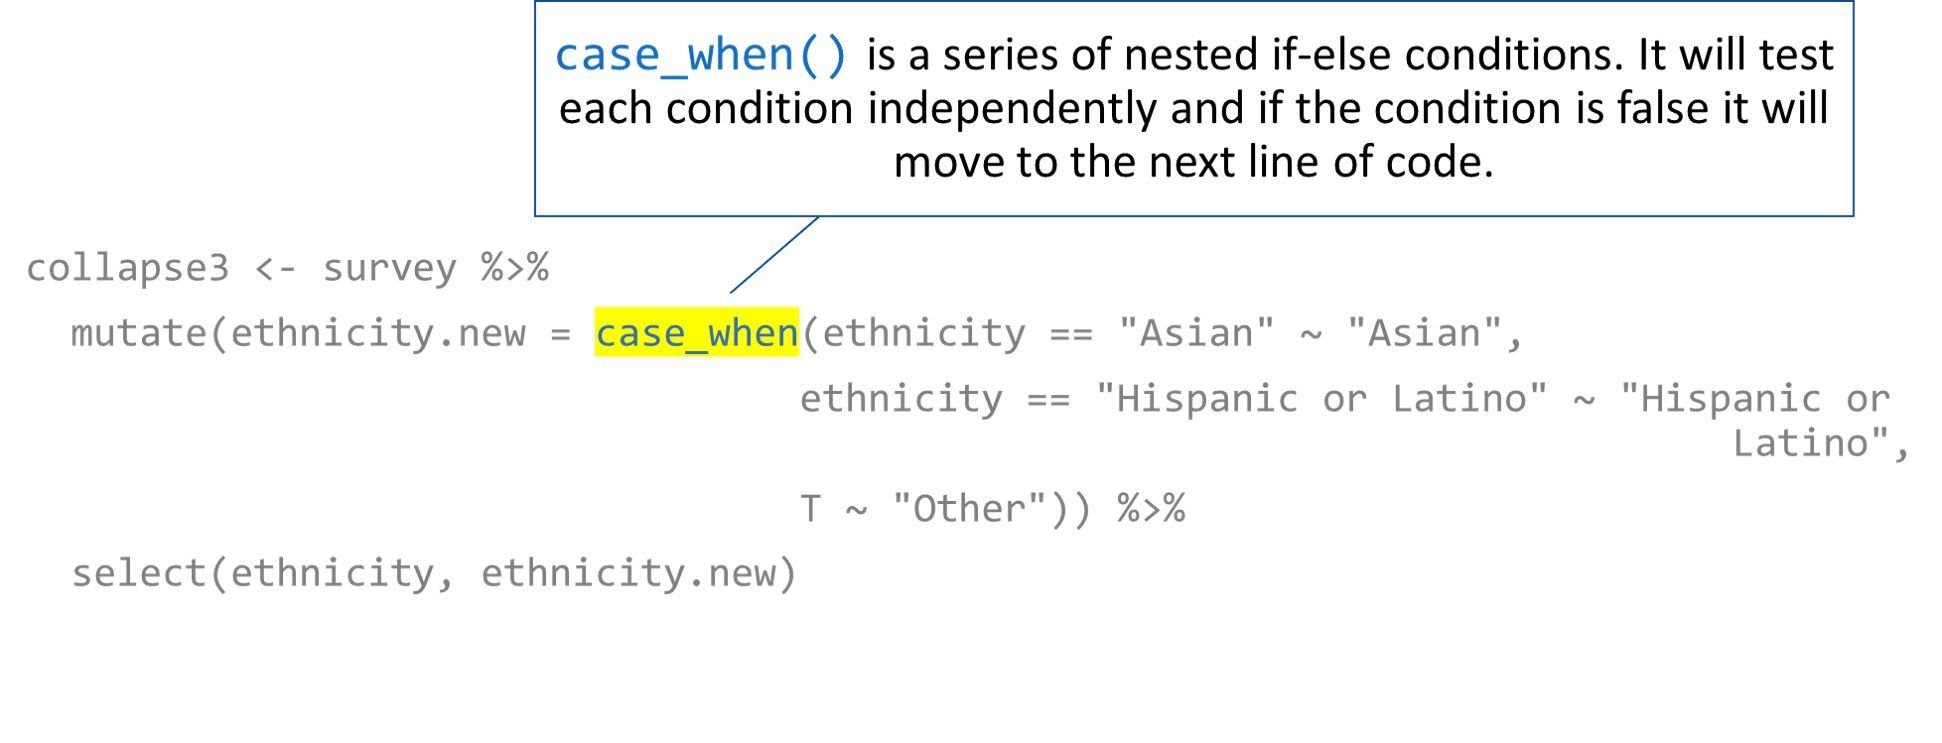 case_when() is a series of nested if-else conditions. It will test
each condition independently and if the condition is false it will
move to the next line of code.
collapse3 <- survey %>%
mutate(ethnicity.new = case_when(ethnicity == "Asian" ~ "Asian",
ethnicity == "Hispanic or Latino" ~ "Hispanic or
Latino",
T ~ "Other")) %>%
select(ethnicity, ethnicity.new)